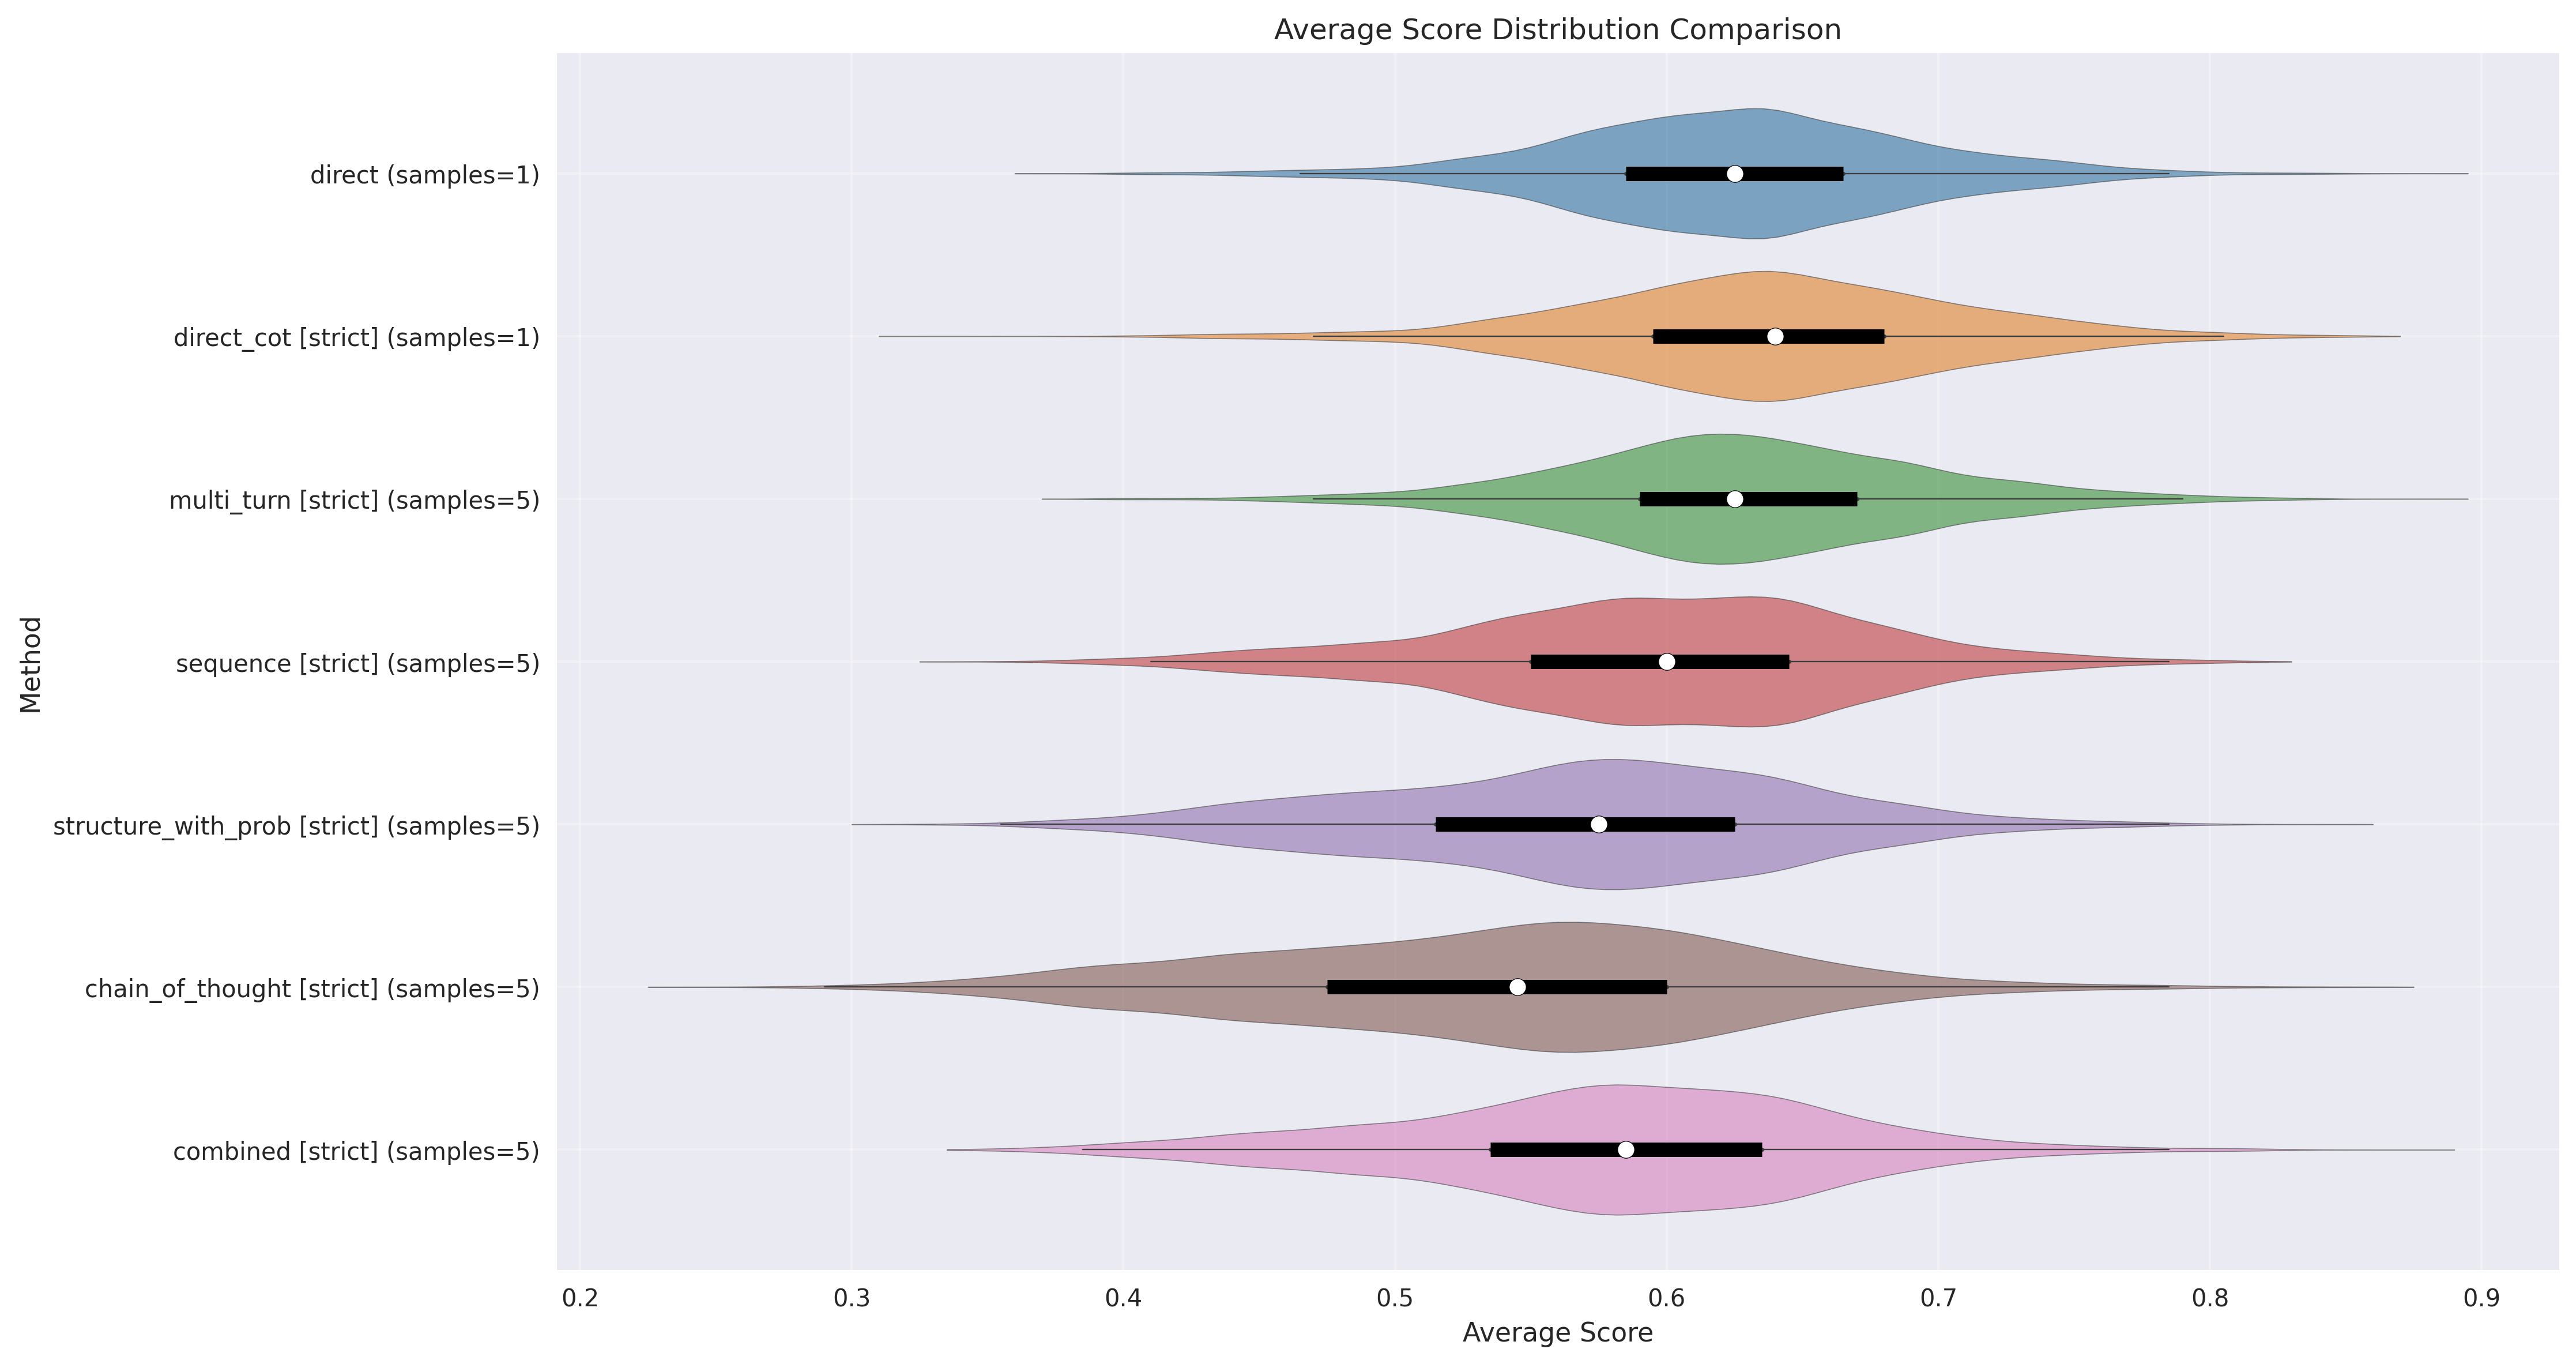 Average Score Distribution Comparison
direct (samples=1)
direct_cot [strict] (samples=1)
multi_turn [strict] (samples=5)
sequence [strict] (samples=5)
structure_with_prob [strict] (samples=5)
chain_of_thought [strict] (samples=5)
combined [strict] (samples=5)
Method
0.2 0.3 0.4 0.5 0.6 0.7 0.8 0.9
Average Score